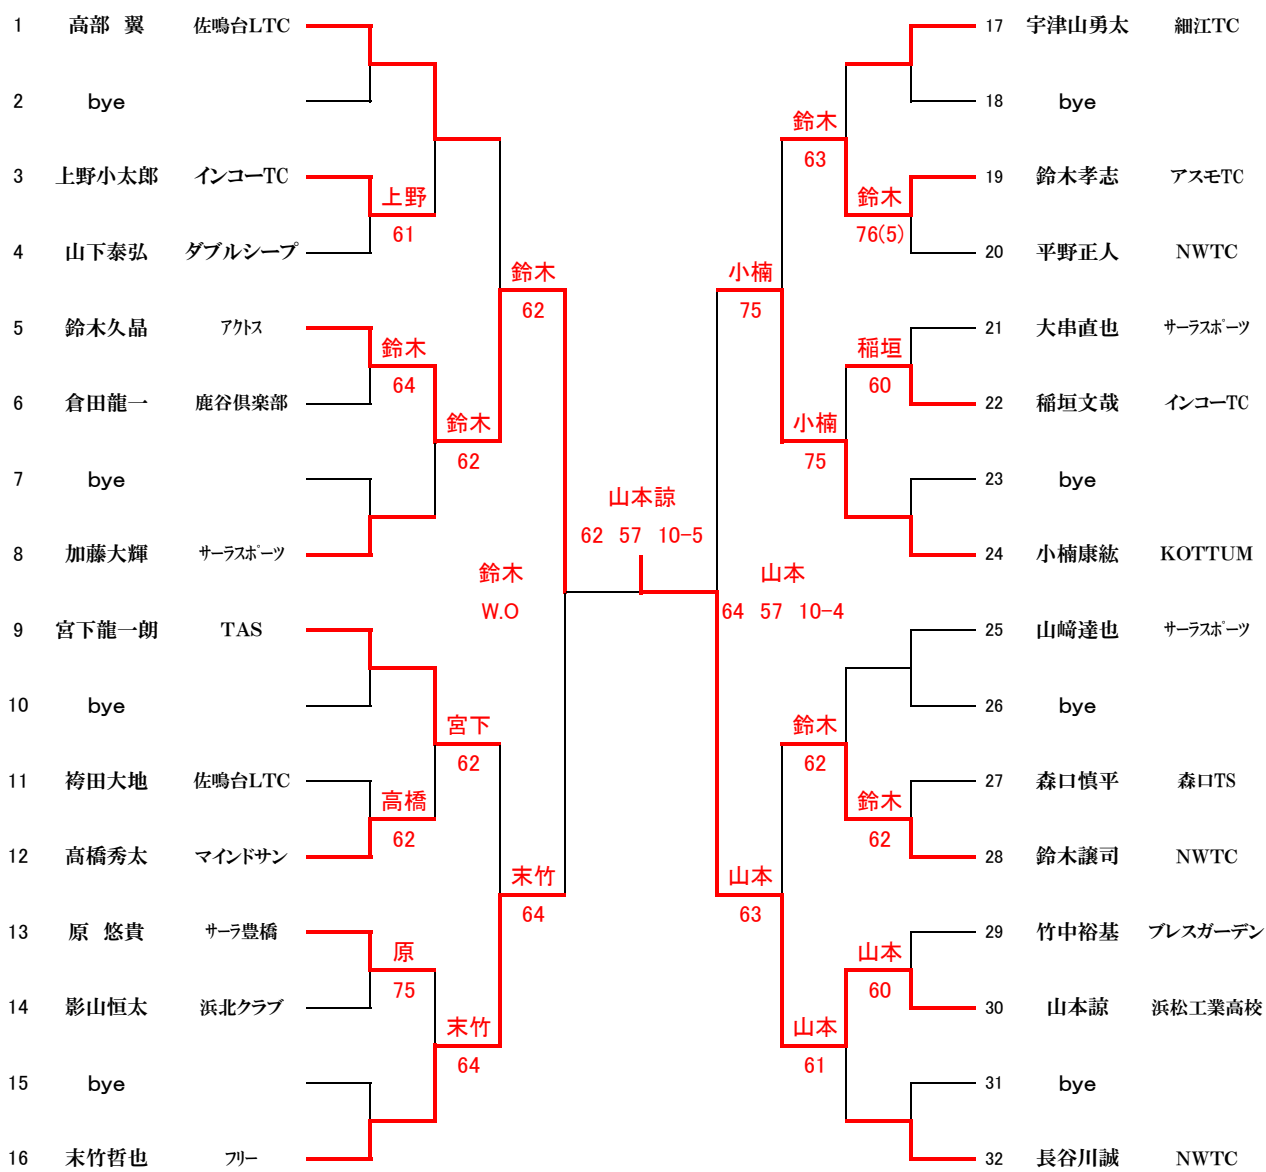 1 高部 翼 佐鳴台LTC
2 bye
3 上野小太郎 インコーTC
上野
61
4 山下泰弘 ダブルシープ
鈴木
62
5 鈴木久晶 アクトス
鈴木
64
6 倉田龍一 鹿谷倶楽部
鈴木
62
7 bye
8 加藤大輝 サーラスポーツ
鈴木
W.O
9 宮下龍一朗 TAS
10 bye
宮下
62
11 袴田大地 佐鳴台LTC
高橋
62
12 高橋秀太 マインドサン
末竹
64
13 原 悠貴 サーラ豊橋
原
75
14 影山恒太 浜北クラブ
末竹
64
15 bye
16 末竹哲也 フリー
山本諒
62 57 10-5
17 宇津山勇太 細江TC
18 bye
鈴木
63
19 鈴木孝志 アスモTC
鈴木
76(5)
20 平野正人 NWTC
小楠
75
21 大串直也 サーラスポーツ
稲垣
60
22 稲垣文哉 インコーTC
小楠
75
23 bye
24 小楠康紘 KOTTUM
山本
64 57 10-4
25 山﨑達也 サーラスポーツ
26 bye
鈴木
62
27 森口慎平 森口TS
鈴木
62
28 鈴木譲司 NWTC
山本
63
29 竹中裕基 ブレスガーデン
山本
60
30 山本諒 浜松工業高校
山本
61
31 bye
32 長谷川誠 NWTC